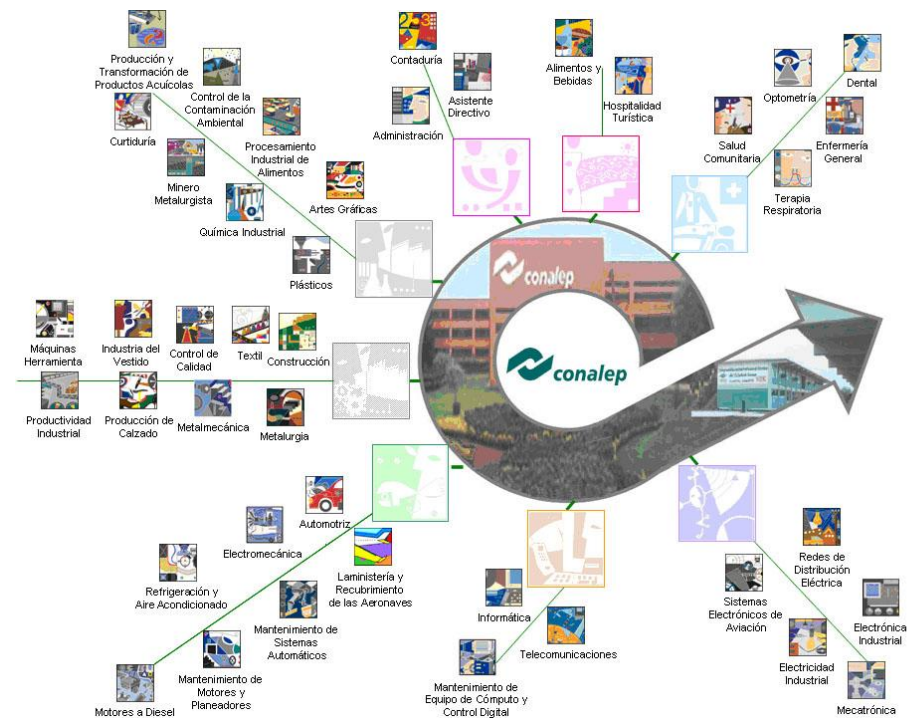 Producción y
Transformación de
Productos Acuícolas
Control de la
Contaminación
Ambiental
Curtiduría
Procesamiento
Industrial de
Alimentos
Minero
Metalurgista
Artes Gráficas
Química Industrial
Plásticos
Contaduría
Asistente
Directivo
Administración
Alimentos y
Bebidas
Hospitalidad
Turística
Optometría
Dental
Salud
Comunitaria
Enfermería
General
Terapia
Respiratoria
conalep
conalep
Máquinas
Herramienta
Industria del
Vestido
Control de
Calidad
Textil
Construcción
Productividad
Industrial
Producción de
Calzado
Metalmecánica
Metalurgia
Automotriz
Electromecánica
Laministería y
Recubrimiento
de las Aeronaves
Refrigeración y
Aire Acondicionado
Mantenimiento de
Sistemas
Automáticos
Mantenimiento de
Motores y
Planeadores
Motores a Diesel
Informática
Telecomunicaciones
Mantenimiento de
Equipo de Cómputo y
Control Digital
Redes de
Distribución
Eléctrica
Sistemas
Electrónicos de
Aviación
Electrónica
Industrial
Electricidad
Industrial
Mecatrónica